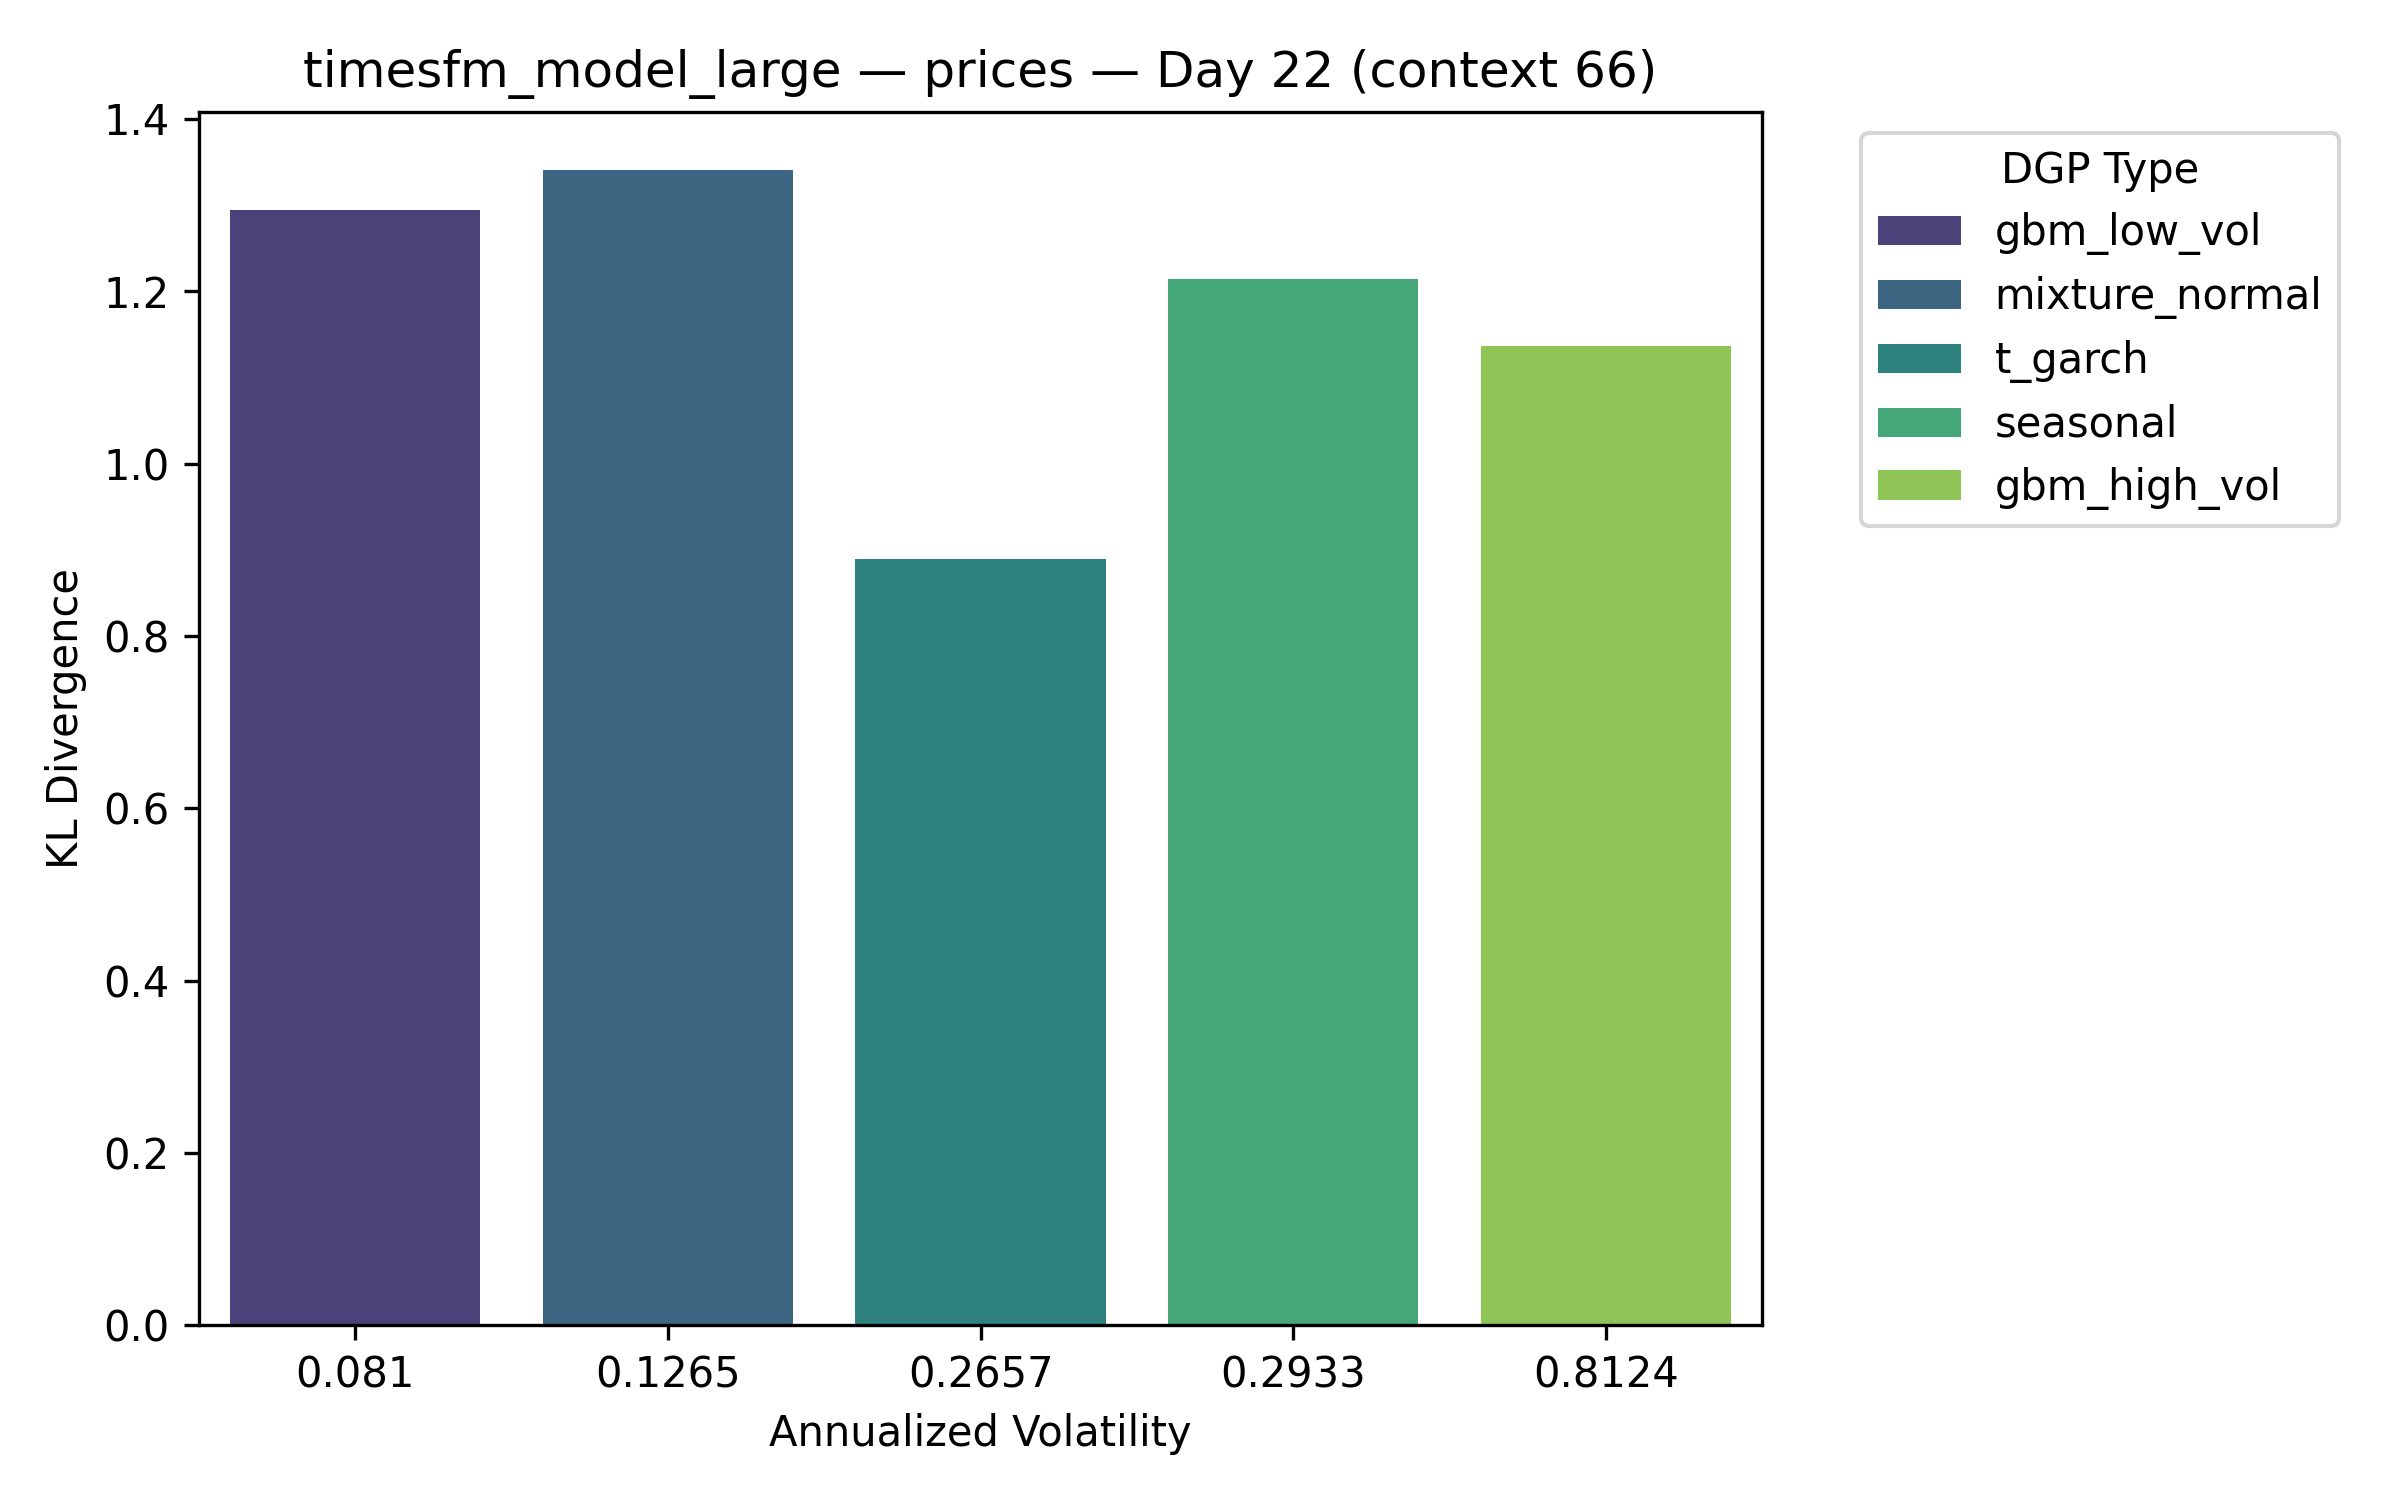 timesfm_model_large — prices — Day 22 (context 66)
1.4
1.2
1.0
0.8
0.6
0.4
0.2
0.0
KL Divergence
0.081
0.1265
0.2657
0.2933
0.8124
Annualized Volatility
DGP Type
gbm_low_vol
mixture_normal
t_garch
seasonal
gbm_high_vol